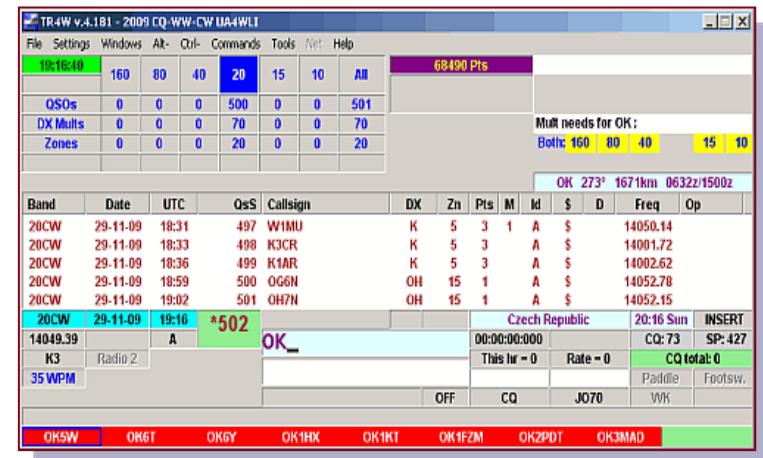 TR4W v.4.181 - 2009 CQ-WW-CW UA4WLI
File Settings Windows Alt- Ctrl- Commands Tools Net Help
19:16:40 160 80 40 20 15 10 All 68490 Pts
QSOs 0 0 0 500 0 0 501
DX Mults 0 0 0 70 0 0 70 Mult needs for OK:
Zones 0 0 0 20 0 0 20 Both: 160 80 40 15 10
OK 273° 1671km 0632z/1500z
Band Date UTC QsS Callsign DX Zn Pts M Id $ D Freq Op
20CW 29-11-09 18:31 497 W1MU K 5 3 1 A $ 14050.14
20CW 29-11-09 18:33 498 K3CR K 5 3 A $ 14001.72
20CW 29-11-09 18:36 499 K1AR K 5 3 A $ 14002.62
20CW 29-11-09 18:59 500 OG6N OH 15 1 A $ 14052.78
20CW 29-11-09 19:02 501 OH7N OH 15 1 A $ 14052.15
20CW 29-11-09 19:16 *502 Czech Republic 20:16 Sun INSERT
14049.39 A OK_ 00:00:00:000 CQ: 73 SP: 427
K3 Radio 2 This hr = 0 Rate = 0 CQ total: 0
35 WPM Paddle Footsw.
OFF CQ JO70 WK
OK5W OK6T OK6Y OK1HX OK1KT OK1FZM OK2PDT OK3MAD